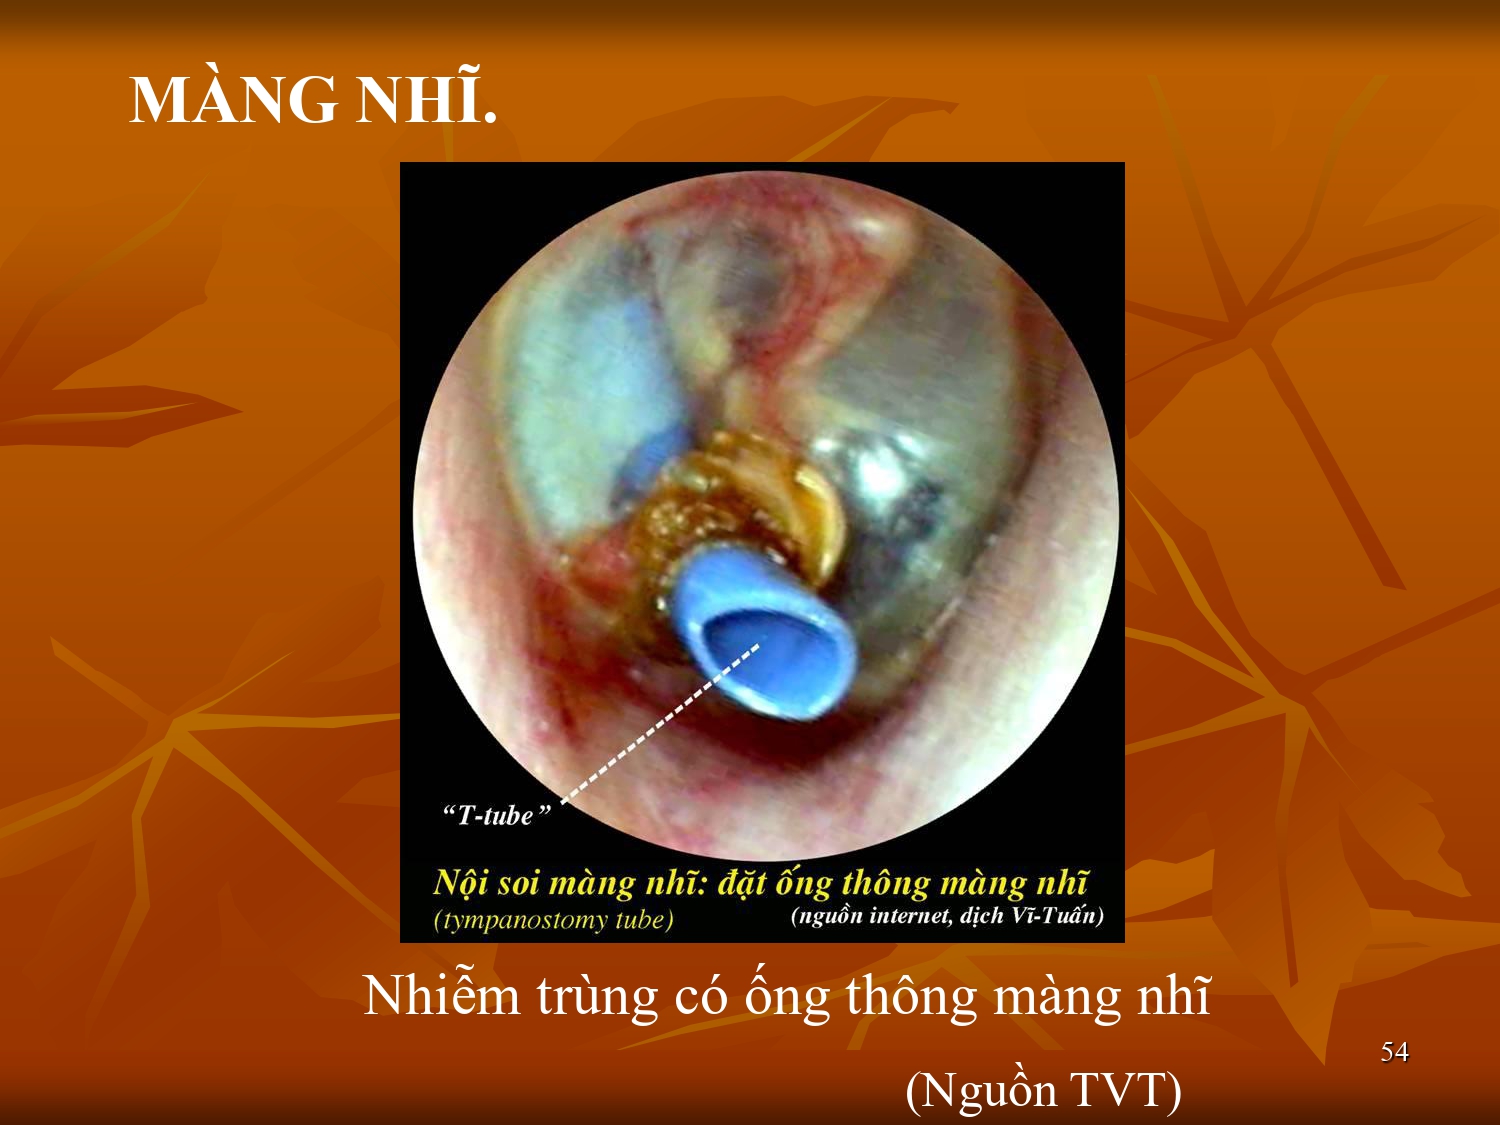 MÀNG NHĨ.
“T-tube”
Nội soi màng nhĩ: đặt ống thông màng nhĩ
(tympanostomy tube) (nguồn internet, dịch Vĩ-Tuấn)
Nhiễm trùng có ống thông màng nhĩ
54
(Nguồn TVT)